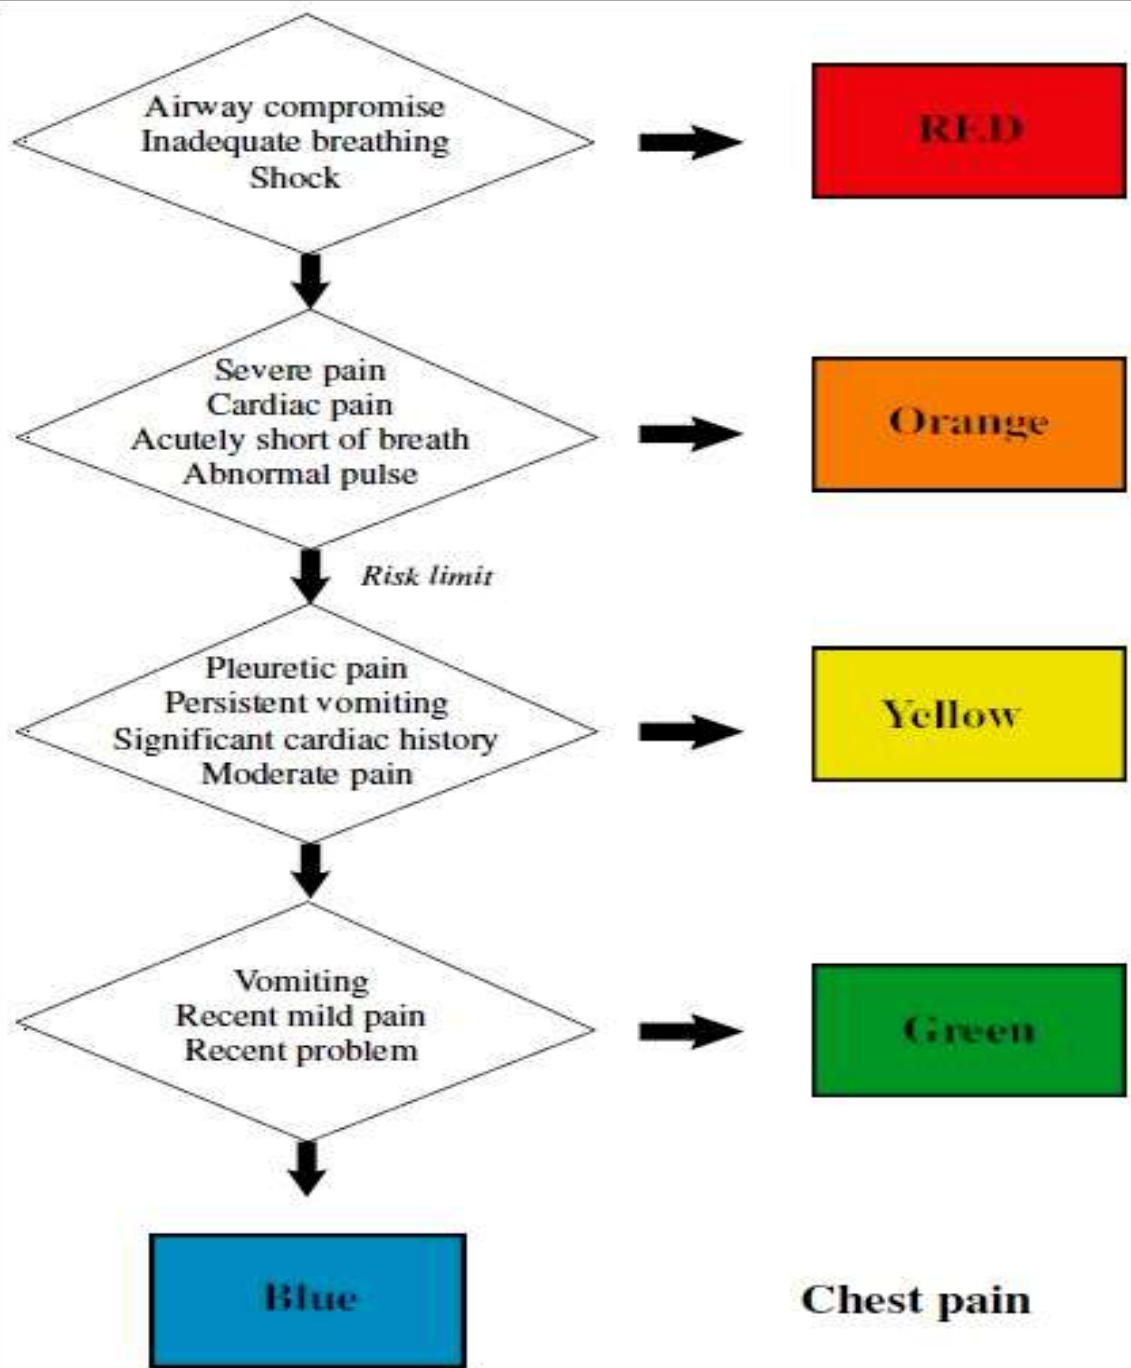 Airway compromise
Inadequate breathing
Shock
RED
Severe pain
Cardiac pain
Acutely short of breath
Abnormal pulse
Orange
Risk limit
Pleuretic pain
Persistent vomiting
Significant cardiac history
Moderate pain
Yellow
Vomiting
Recent mild pain
Recent problem
Green
Blue
Chest pain